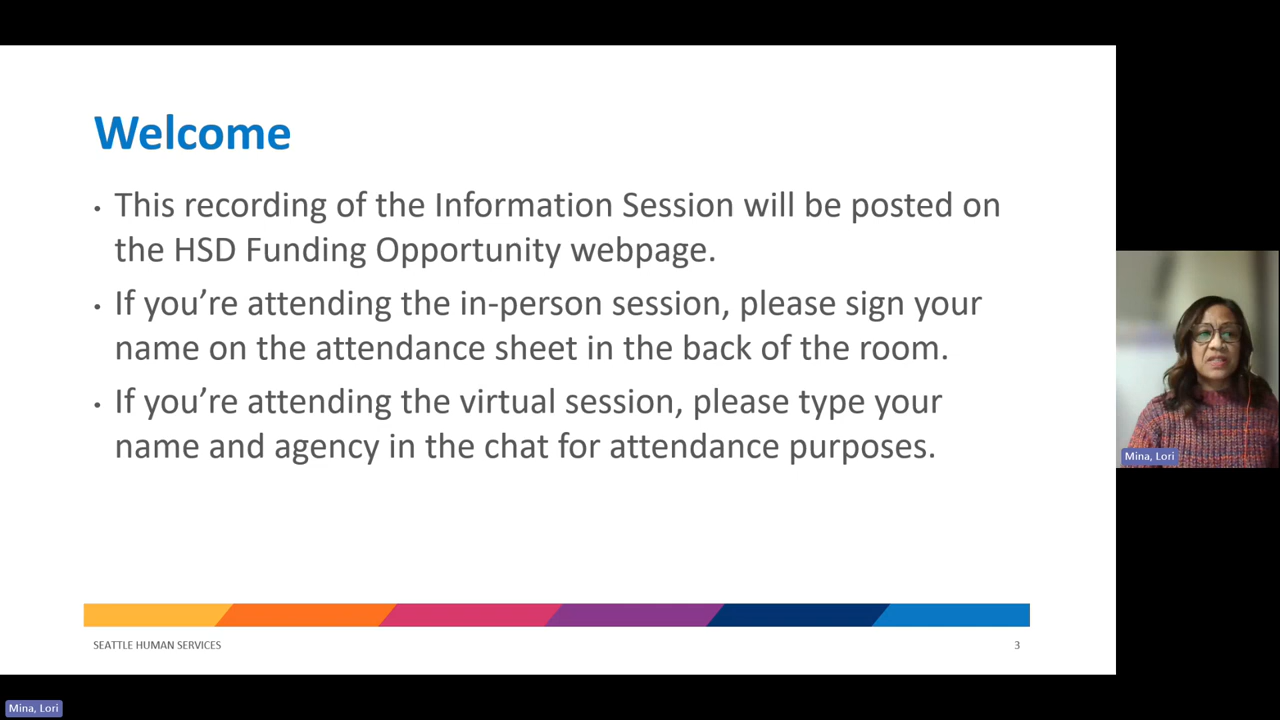 Welcome
• This recording of the Information Session will be posted on
the HSD Funding Opportunity webpage.
• If you’re attending the in-person session, please sign your
name on the attendance sheet in the back of the room.
• If you’re attending the virtual session, please type your
name and agency in the chat for attendance purposes.
Mina, Lori
SEATTLE HUMAN SERVICES
3
Mina, Lori